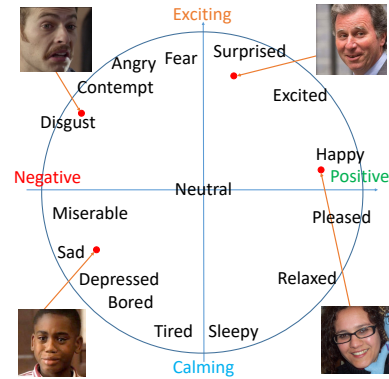 Exciting
Surprised
Fear
Angry
Contempt
Excited
Disgust
Happy
Negative
Positive
Neutral
Miserable
Pleased
Sad
Depressed
Relaxed
Bored
Tired
Sleepy
Calming